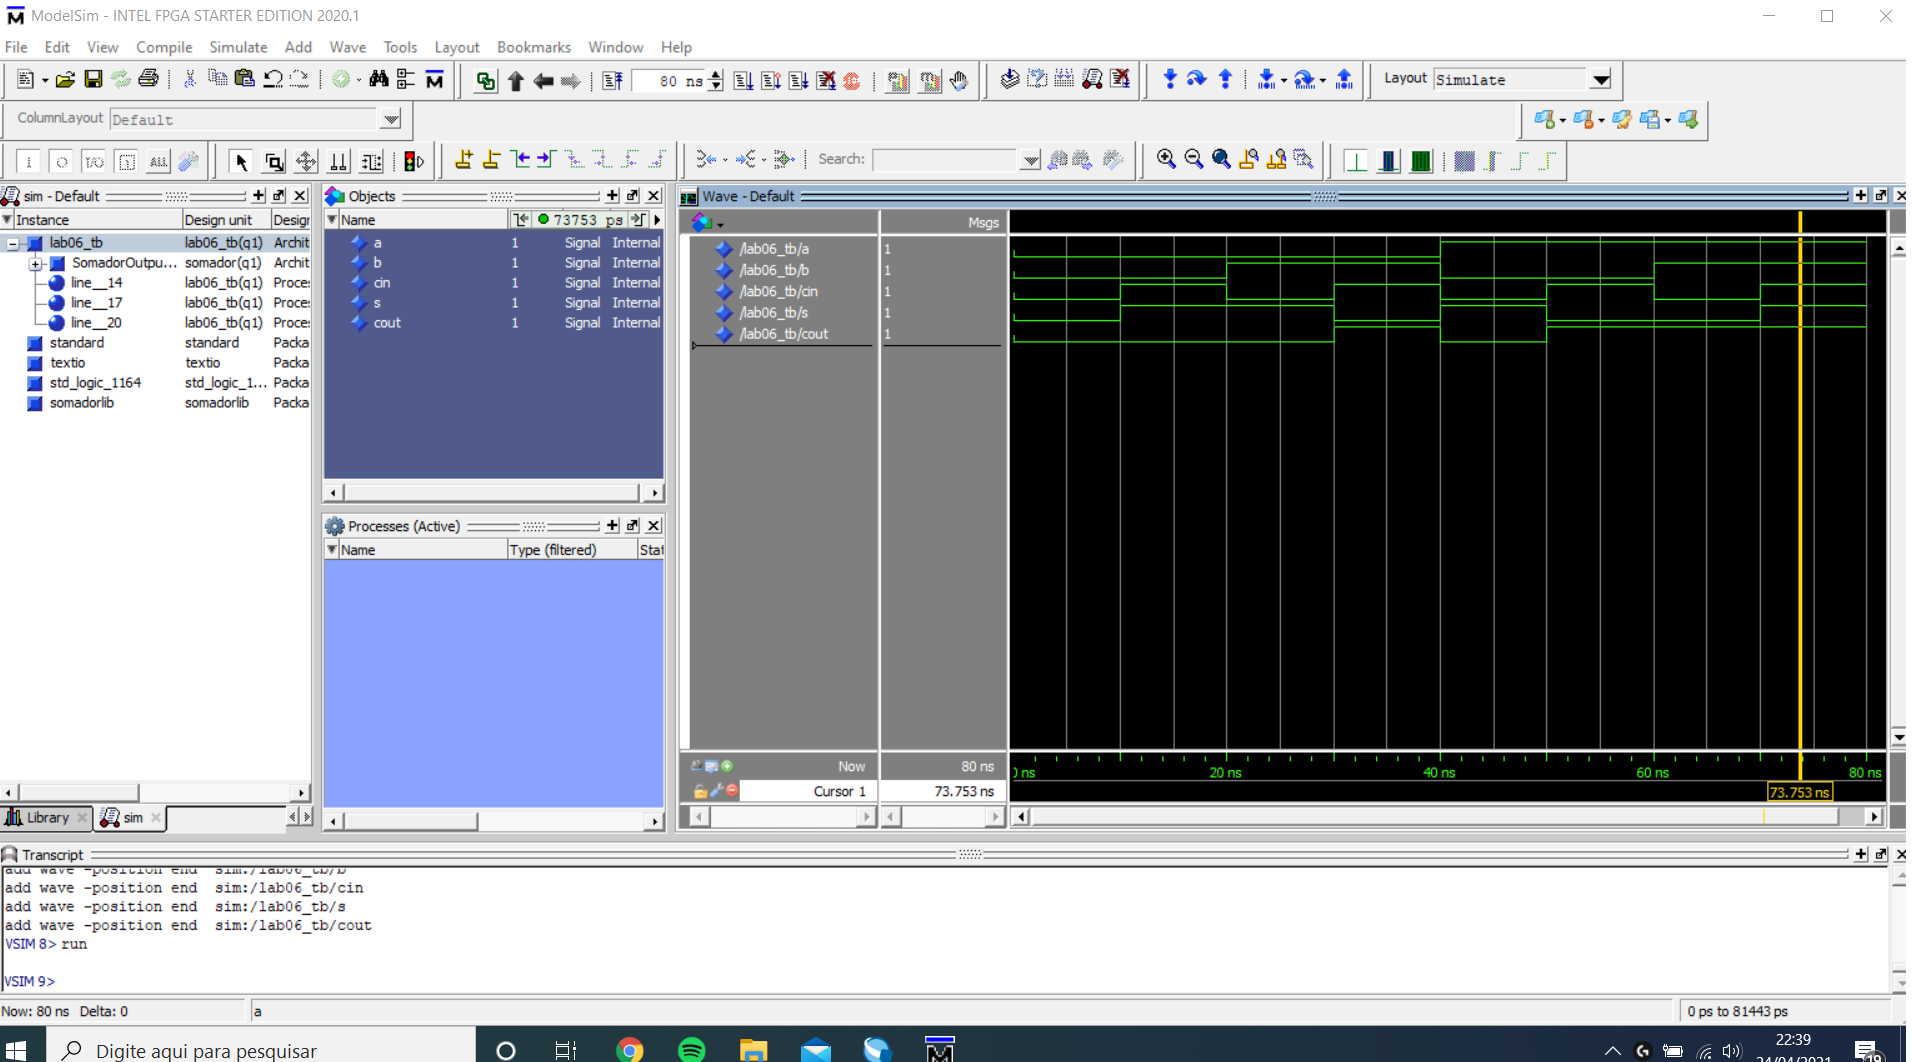 ModelSim - INTEL FPGA STARTER EDITION 2020.1
File Edit View Compile Simulate Add Wave Tools Layout Bookmarks Window Help
80 ns
Layout Simulate
ColumnLayout Default
Search:
sim - Default
Instance Design unit Design
lab06_tb lab06_tb(q1) Archit
SomadorOutpu... somador(q1) Archit
line__14 lab06_tb(q1) Proce
line__17 lab06_tb(q1) Proce
line__20 lab06_tb(q1) Proce
standard standard Packa
textio textio Packa
std_logic_1164 std_logic_1... Packa
somadorlib somadorlib Packa
Library sim
Objects
Name 73753 ps
a 1 Signal Internal
b 1 Signal Internal
cin 1 Signal Internal
s 1 Signal Internal
cout 1 Signal Internal
Processes (Active)
Name Type (filtered) Stat
Wave - Default
Msgs
/lab06_tb/a 1
/lab06_tb/b 1
/lab06_tb/cin 1
/lab06_tb/s 1
/lab06_tb/cout 1
Now 80 ns
Cursor 1 73.753 ns
ns 20 ns 40 ns 60 ns 80 ns
73.753 ns
Transcript
add wave -position end sim:/lab06_tb/b
add wave -position end sim:/lab06_tb/cin
add wave -position end sim:/lab06_tb/s
add wave -position end sim:/lab06_tb/cout
VSIM 8> run
VSIM 9>
Now: 80 ns Delta: 0 a 0 ps to 81443 ps
Digite aqui para pesquisar
22:39
24/04/2021
19